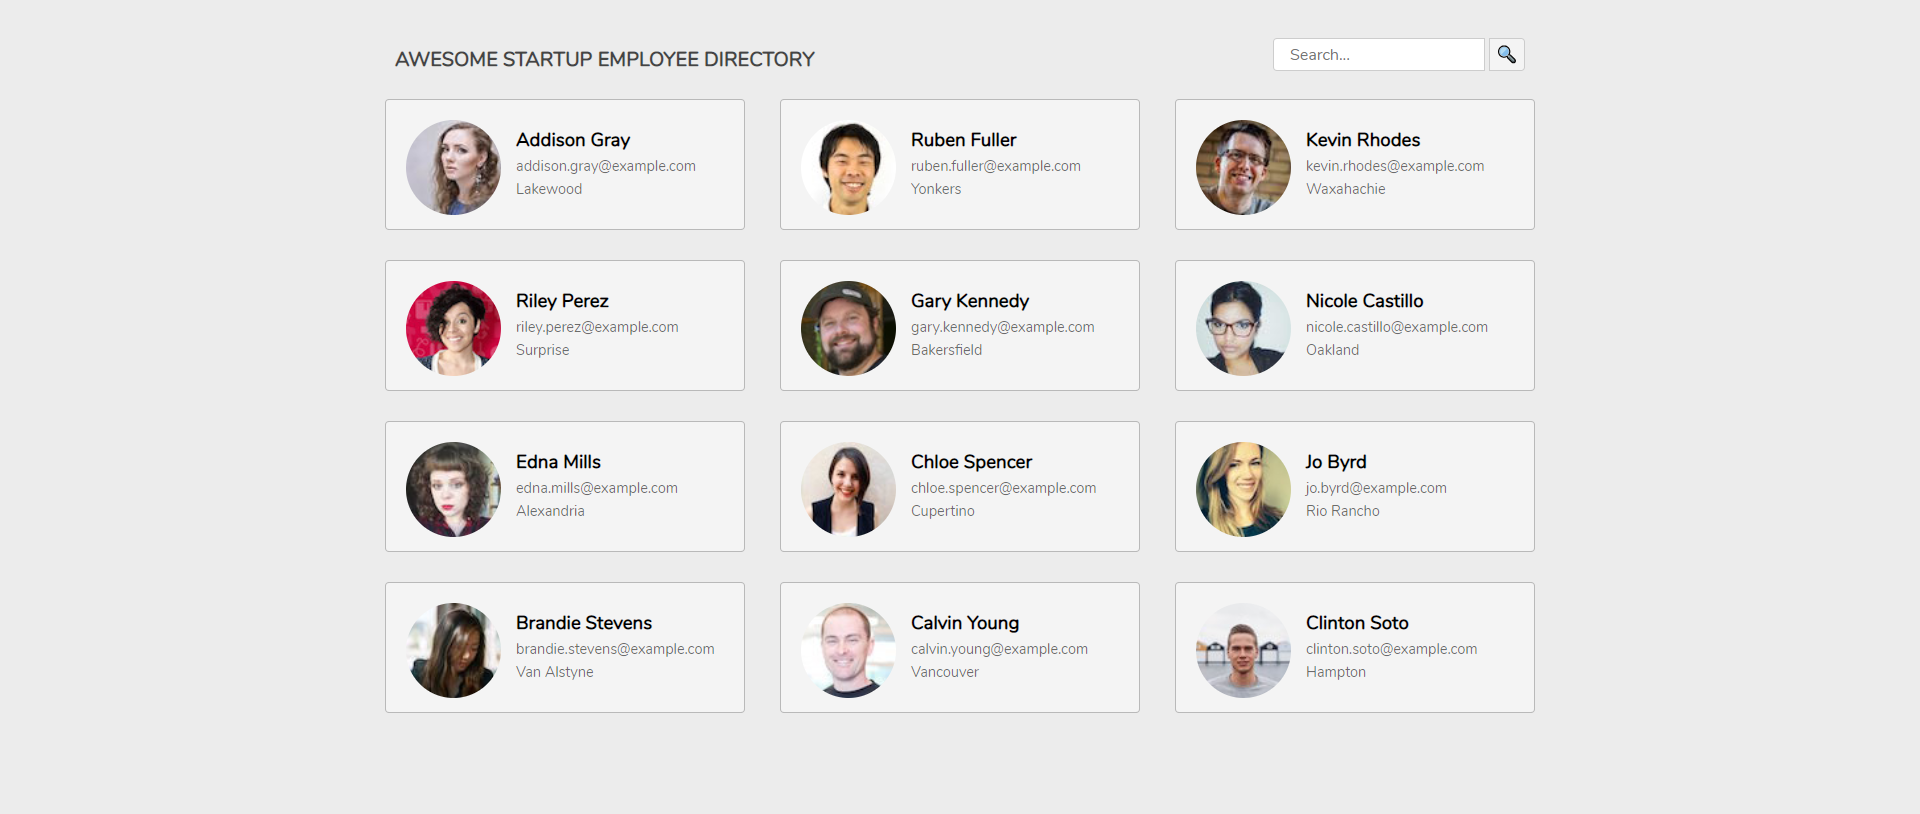 AWESOME STARTUP EMPLOYEE DIRECTORY
Search...
Addison Gray
addison.gray@example.com
Lakewood
Ruben Fuller
ruben.fuller@example.com
Yonkers
Kevin Rhodes
kevin.rhodes@example.com
Waxahachie
Riley Perez
riley.perez@example.com
Surprise
Gary Kennedy
gary.kennedy@example.com
Bakersfield
Nicole Castillo
nicole.castillo@example.com
Oakland
Edna Mills
edna.mills@example.com
Alexandria
Chloe Spencer
chloe.spencer@example.com
Cupertino
Jo Byrd
jo.byrd@example.com
Rio Rancho
Brandie Stevens
brandie.stevens@example.com
Van Alstyne
Calvin Young
calvin.young@example.com
Vancouver
Clinton Soto
clinton.soto@example.com
Hampton